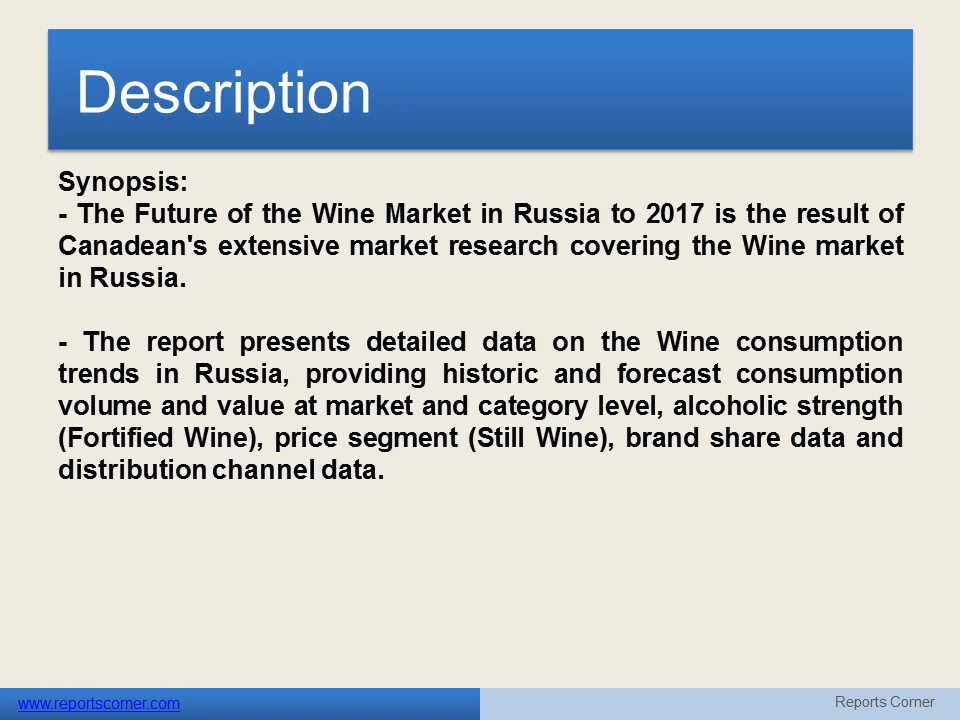 Description
Synopsis:
- The Future of the Wine Market in Russia to 2017 is the result of
Canadean's extensive market research covering the Wine market
in Russia.
- The report presents detailed data on the Wine consumption
trends in Russia, providing historic and forecast consumption
volume and value at market and category level, alcoholic strength
(Fortified Wine), price segment (Still Wine), brand share data and
distribution channel data.
www.reportscorner.com
Reports Corner